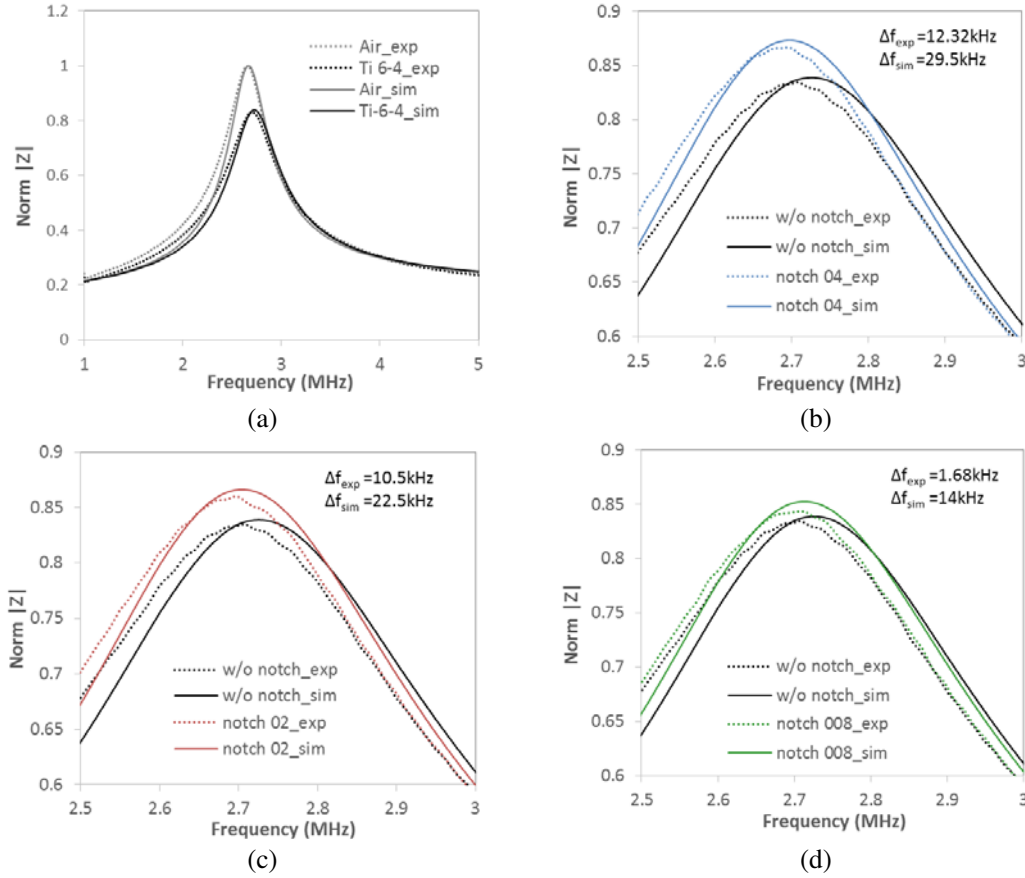 1.2
1
0.8
0.6
0.4
0.2
0
Norm |Z|
Air_exp
Ti 6-4_exp
Air_sim
Ti-6-4_sim
1 2 3 4 5
Frequency (MHz)
(a)
0.9
0.85
0.8
0.75
0.7
0.65
0.6
Norm |Z|
Δfexp =12.32kHz
Δfsim =29.5kHz
w/o notch_exp
w/o notch_sim
notch 04_exp
notch 04_sim
2.5 2.6 2.7 2.8 2.9 3
Frequency (MHz)
(b)
0.9
0.85
0.8
0.75
0.7
0.65
0.6
Norm |Z|
Δfexp =10.5kHz
Δfsim =22.5kHz
w/o notch_exp
w/o notch_sim
notch 02_exp
notch 02_sim
2.5 2.6 2.7 2.8 2.9 3
Frequency (MHz)
(c)
0.9
0.85
0.8
0.75
0.7
0.65
0.6
Norm |Z|
Δfexp =1.68kHz
Δfsim =14kHz
w/o notch_exp
w/o notch_sim
notch 008_exp
notch 008_sim
2.5 2.6 2.7 2.8 2.9 3
Frequency (MHz)
(d)